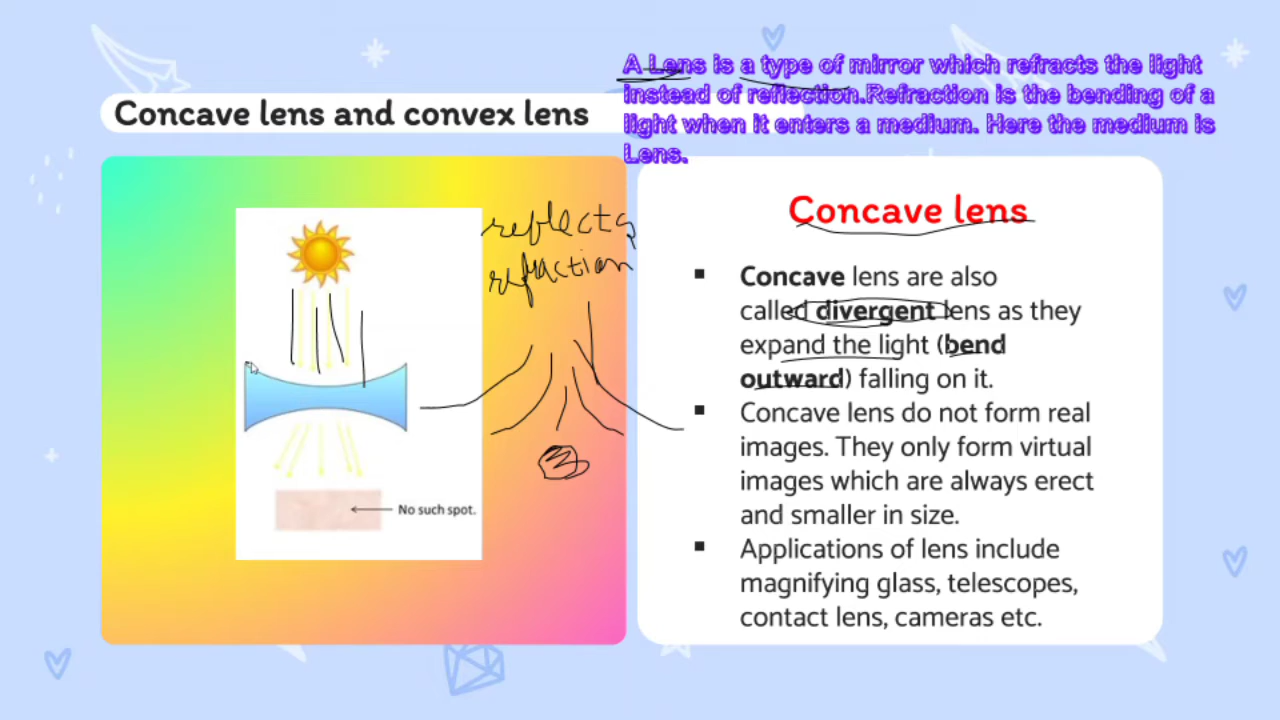 A Lens is a type of mirror which refracts the light
instead of reflection.Refraction is the bending of a
light when it enters a medium. Here the medium is
Lens.
Concave lens and convex lens
reflects
refraction
No such spot.
Concave lens
▪ Concave lens are also
called divergent lens as they
expand the light (bend
outward) falling on it.
▪ Concave lens do not form real
images. They only form virtual
images which are always erect
and smaller in size.
▪ Applications of lens include
magnifying glass, telescopes,
contact lens, cameras etc.